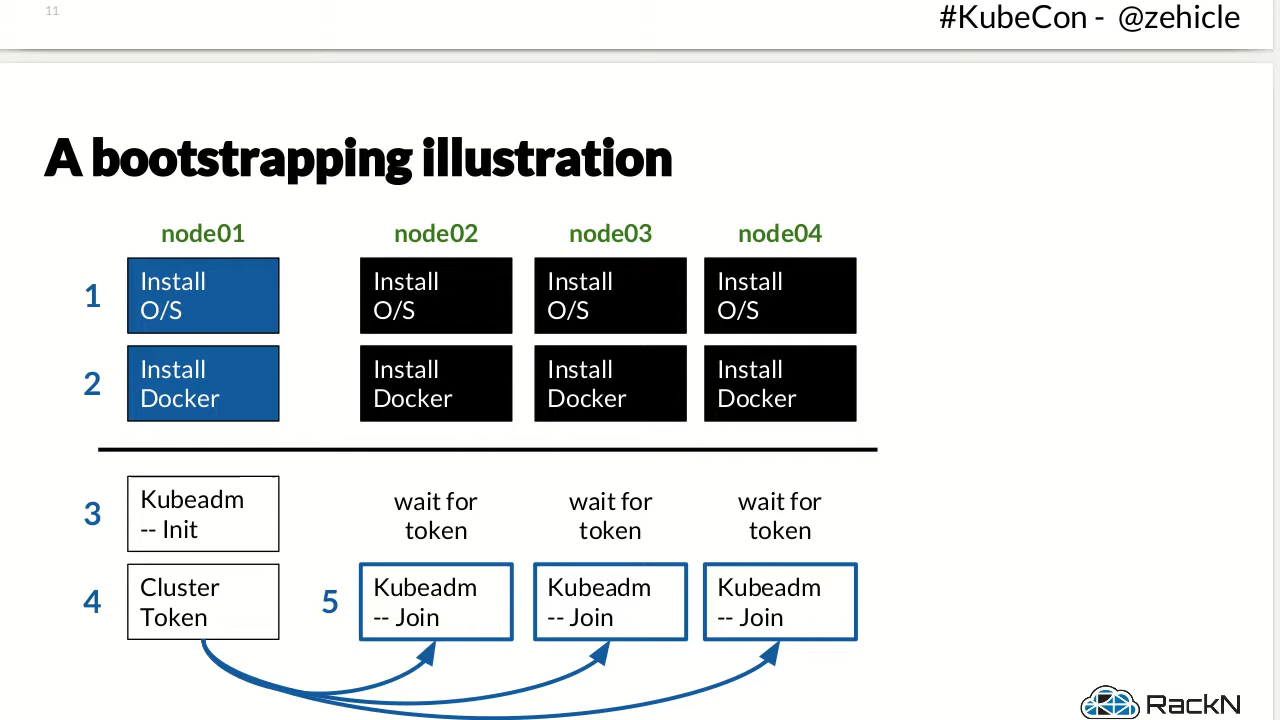 11
#KubeCon - @zehicle
A bootstrapping illustration
node01
node02
node03
node04
1
Install
O/S
Install
O/S
Install
O/S
Install
O/S
2
Install
Docker
Install
Docker
Install
Docker
Install
Docker
3
Kubeadm
-- Init
wait for
token
wait for
token
wait for
token
4
Cluster
Token
5
Kubeadm
-- Join
Kubeadm
-- Join
Kubeadm
-- Join
RackN